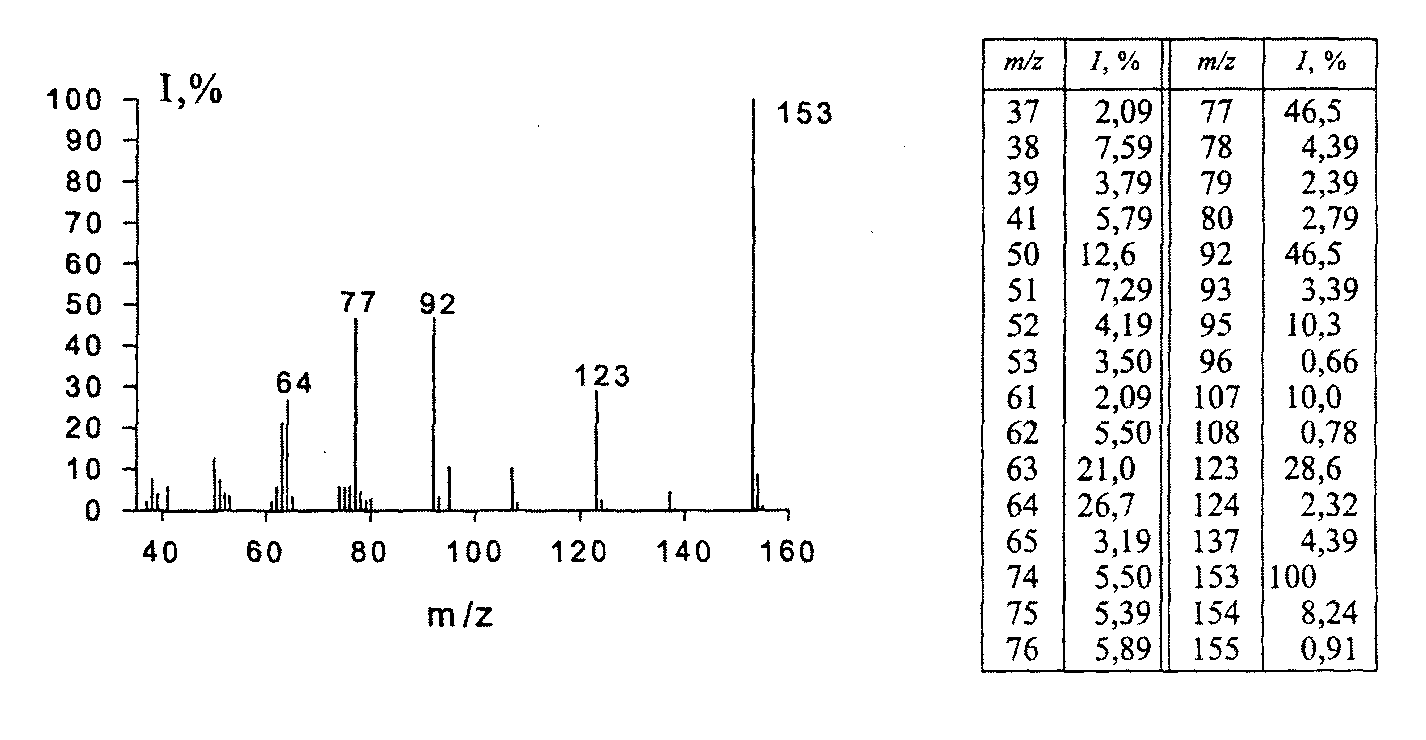 I,%
100
90
80
70
60
50
40
30
20
10
0
153
77
92
123
64
40 60 80 100 120 140 160
m/z
m/z I, % m/z I, %
37 2,09 77 46,5
38 7,59 78 4,39
39 3,79 79 2,39
41 5,79 80 2,79
50 12,6 92 46,5
51 7,29 93 3,39
52 4,19 95 10,3
53 3,50 96 0,66
61 2,09 107 10,0
62 5,50 108 0,78
63 21,0 123 28,6
64 26,7 124 2,32
65 3,19 137 4,39
74 5,50 153 100
75 5,39 154 8,24
76 5,89 155 0,91